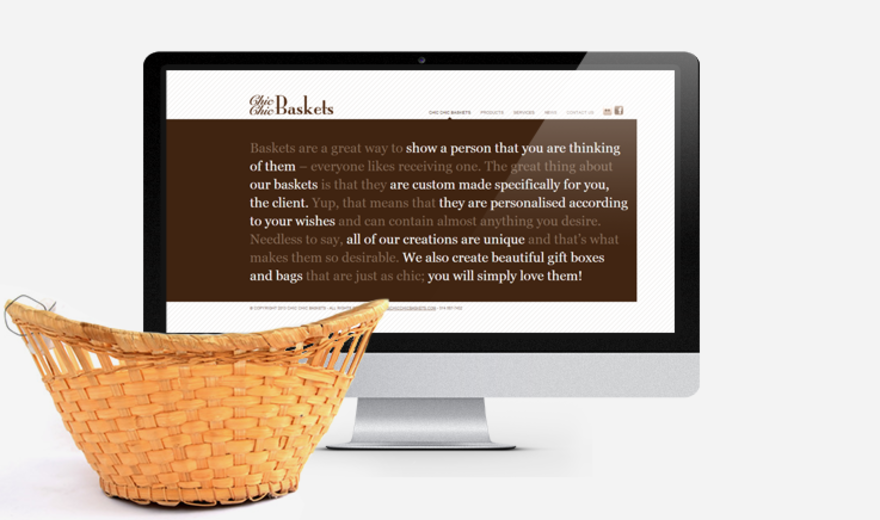 Chic Chic Baskets
CHIC CHIC BASKETS PRODUCTS SERVICES NEWS CONTACT US
Baskets are a great way to show a person that you are thinking
of them – everyone likes receiving one. The great thing about
our baskets is that they are custom made specifically for you,
the client. Yup, that means that they are personalised according
to your wishes and can contain almost anything you desire.
Needless to say, all of our creations are unique and that's what
makes them so desirable. We also create beautiful gift boxes
and bags that are just as chic; you will simply love them!
© COPYRIGHT 2010 CHIC CHIC BASKETS - ALL RIGHTS